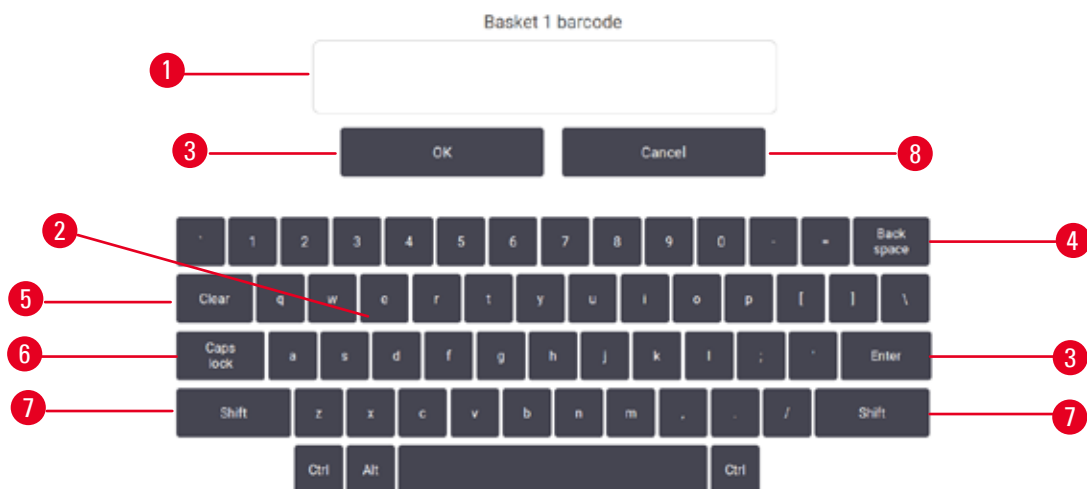 Basket 1 barcode
1
3 OK Cancel 8
2
` 1 2 3 4 5 6 7 8 9 0 - = Back space 4
5 Clear q w e r t y u i o p [ ] \
6 Caps lock a s d f g h j k l ; ' Enter 3
7 Shift z x c v b n m , . / Shift 7
Ctrl Alt Ctrl